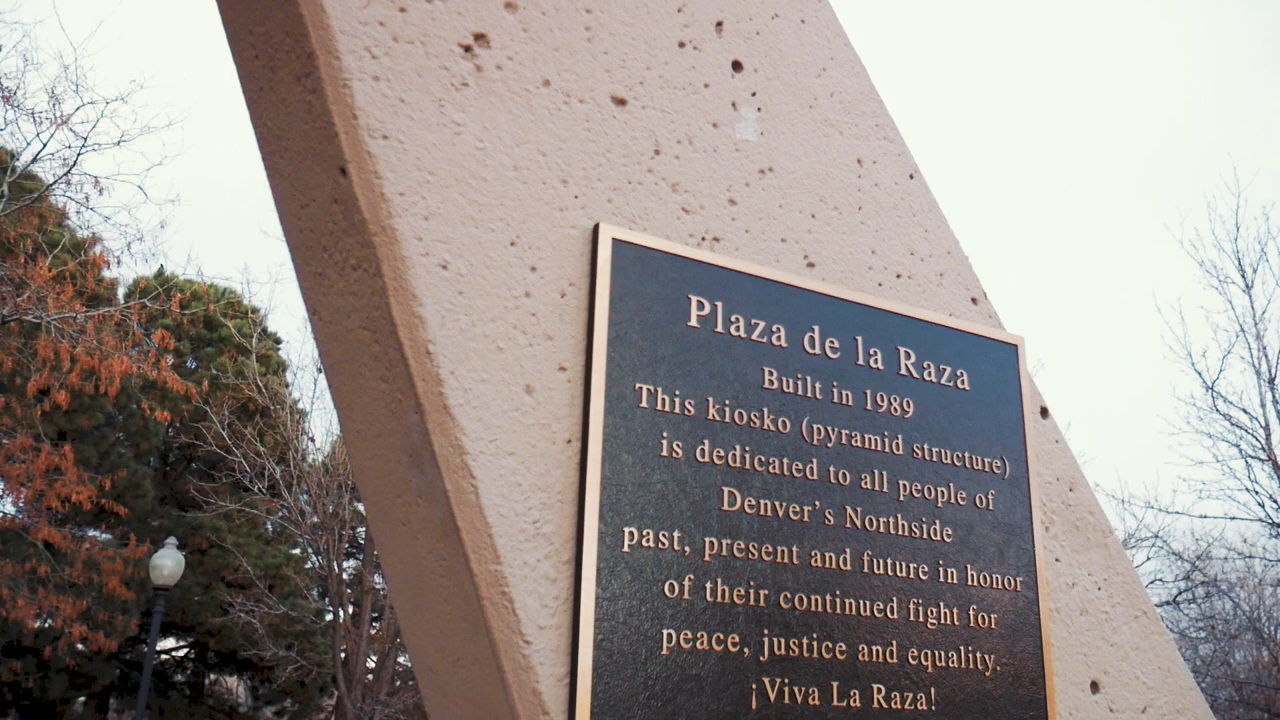 Plaza de la Raza
Built in 1989
This kiosko (pyramid structure)
is dedicated to all people of
Denver's Northside
past, present and future in honor
of their continued fight for
peace, justice and equality.
¡Viva La Raza!